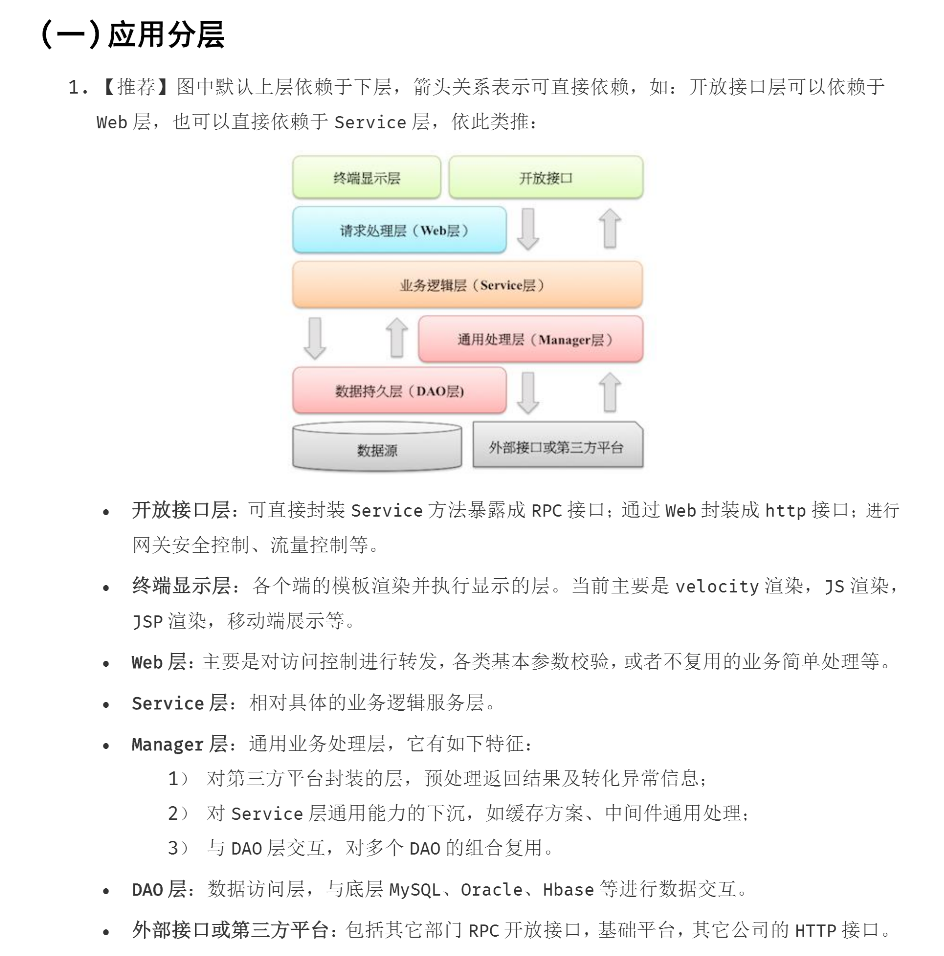 (一)应用分层
1. 【推荐】图中默认上层依赖于下层，箭头关系表示可直接依赖，如：开放接口层可以依赖于
Web 层，也可以直接依赖于 Service 层，依此类推：
终端显示层 开放接口
请求处理层（Web层）
业务逻辑层（Service层）
通用处理层（Manager层）
数据持久层（DAO层)
数据源 外部接口或第三方平台
• 开放接口层：可直接封装 Service 方法暴露成 RPC 接口；通过 Web 封装成 http 接口；进行
网关安全控制、流量控制等。
• 终端显示层：各个端的模板渲染并执行显示的层。当前主要是 velocity 渲染，JS 渲染，
JSP 渲染，移动端展示等。
• Web 层：主要是对访问控制进行转发，各类基本参数校验，或者不复用的业务简单处理等。
• Service 层：相对具体的业务逻辑服务层。
• Manager 层：通用业务处理层，它有如下特征：
1） 对第三方平台封装的层，预处理返回结果及转化异常信息；
2） 对 Service 层通用能力的下沉，如缓存方案、中间件通用处理；
3） 与 DAO 层交互，对多个 DAO 的组合复用。
• DAO 层：数据访问层，与底层 MySQL、Oracle、Hbase 等进行数据交互。
• 外部接口或第三方平台：包括其它部门 RPC 开放接口，基础平台，其它公司的 HTTP 接口。